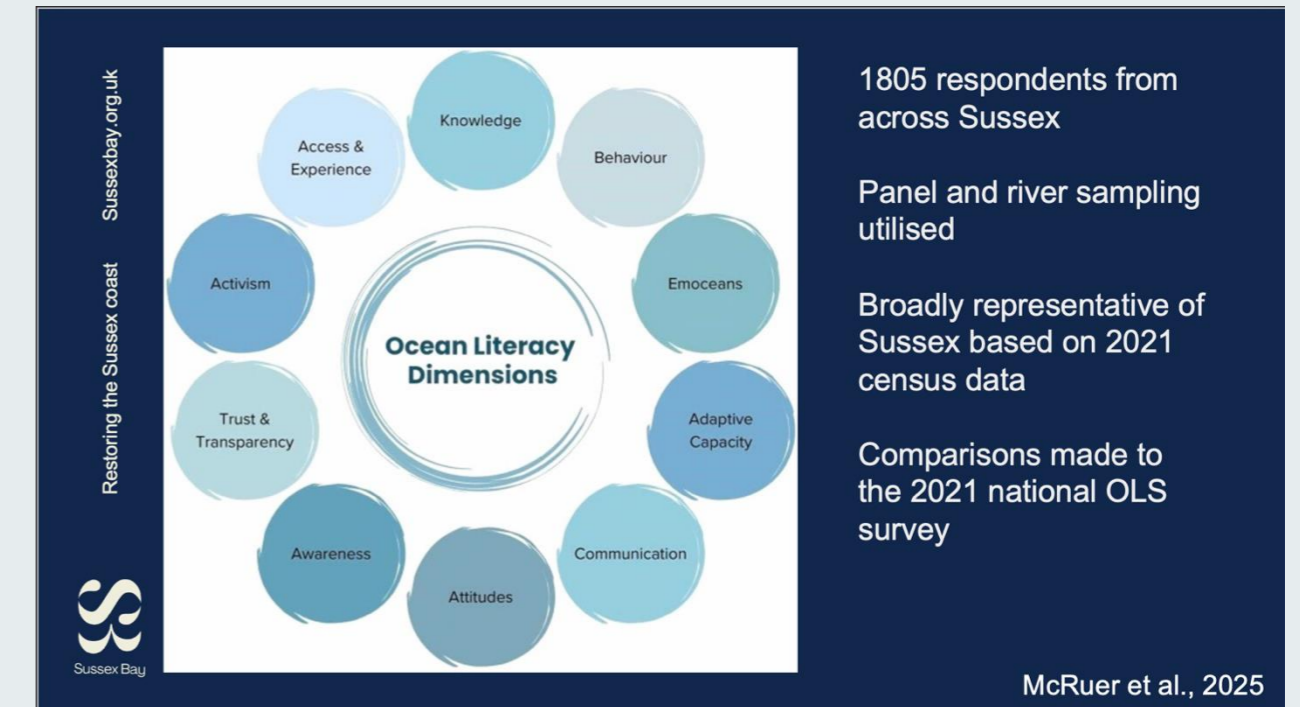 Sussexbay.org.uk
Restoring the Sussex coast
Sussex Bay
Knowledge
Behaviour
Emoceans
Adaptive
Capacity
Communication
Attitudes
Awareness
Trust &
Transparency
Activism
Access &
Experience
Ocean Literacy
Dimensions
1805 respondents from
across Sussex
Panel and river sampling
utilised
Broadly representative of
Sussex based on 2021
census data
Comparisons made to
the 2021 national OLS
survey
McRuer et al., 2025